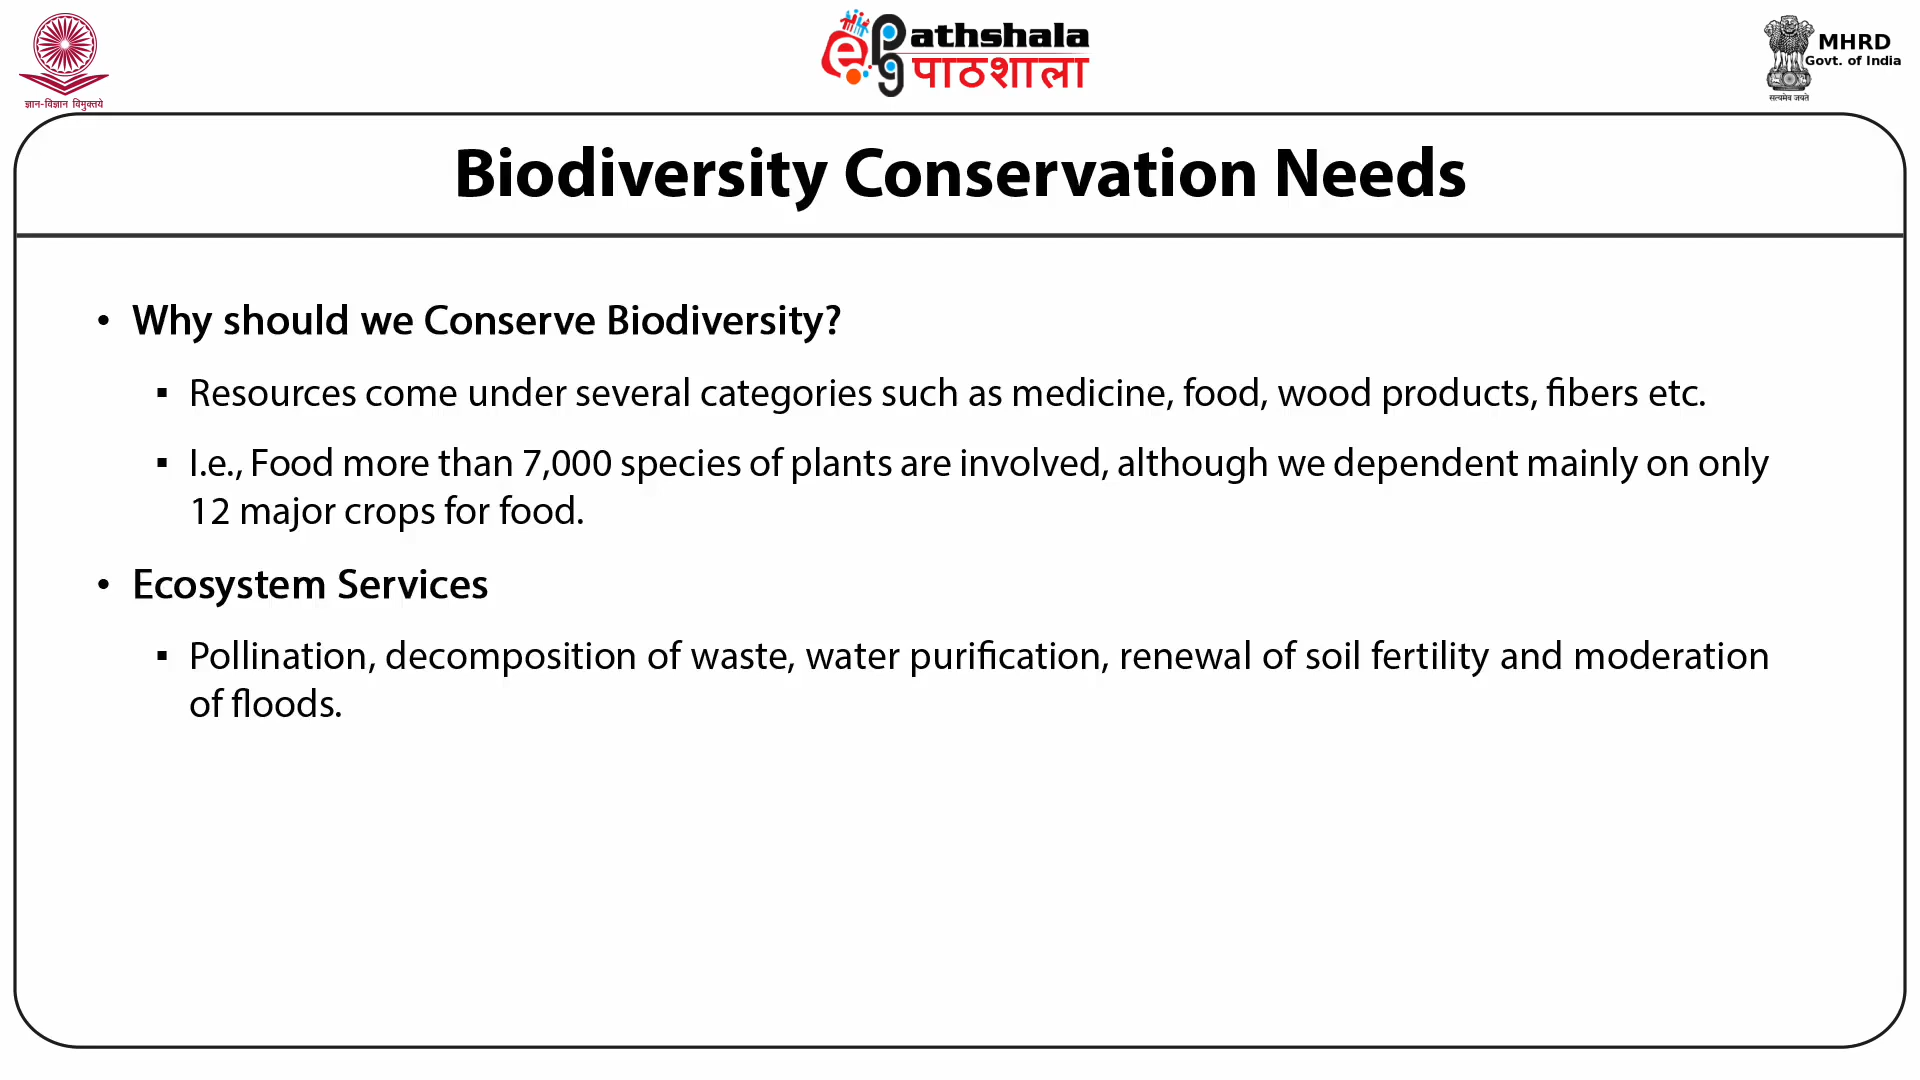 ज्ञान-विज्ञान विमुक्तये
ePg Pathshala
पाठशाला
MHRD
Govt. of India
सत्यमेव जयते
Biodiversity Conservation Needs
• Why should we Conserve Biodiversity?
▪ Resources come under several categories such as medicine, food, wood products, fibers etc.
▪ I.e., Food more than 7,000 species of plants are involved, although we dependent mainly on only
12 major crops for food.
• Ecosystem Services
▪ Pollination, decomposition of waste, water purification, renewal of soil fertility and moderation
of floods.